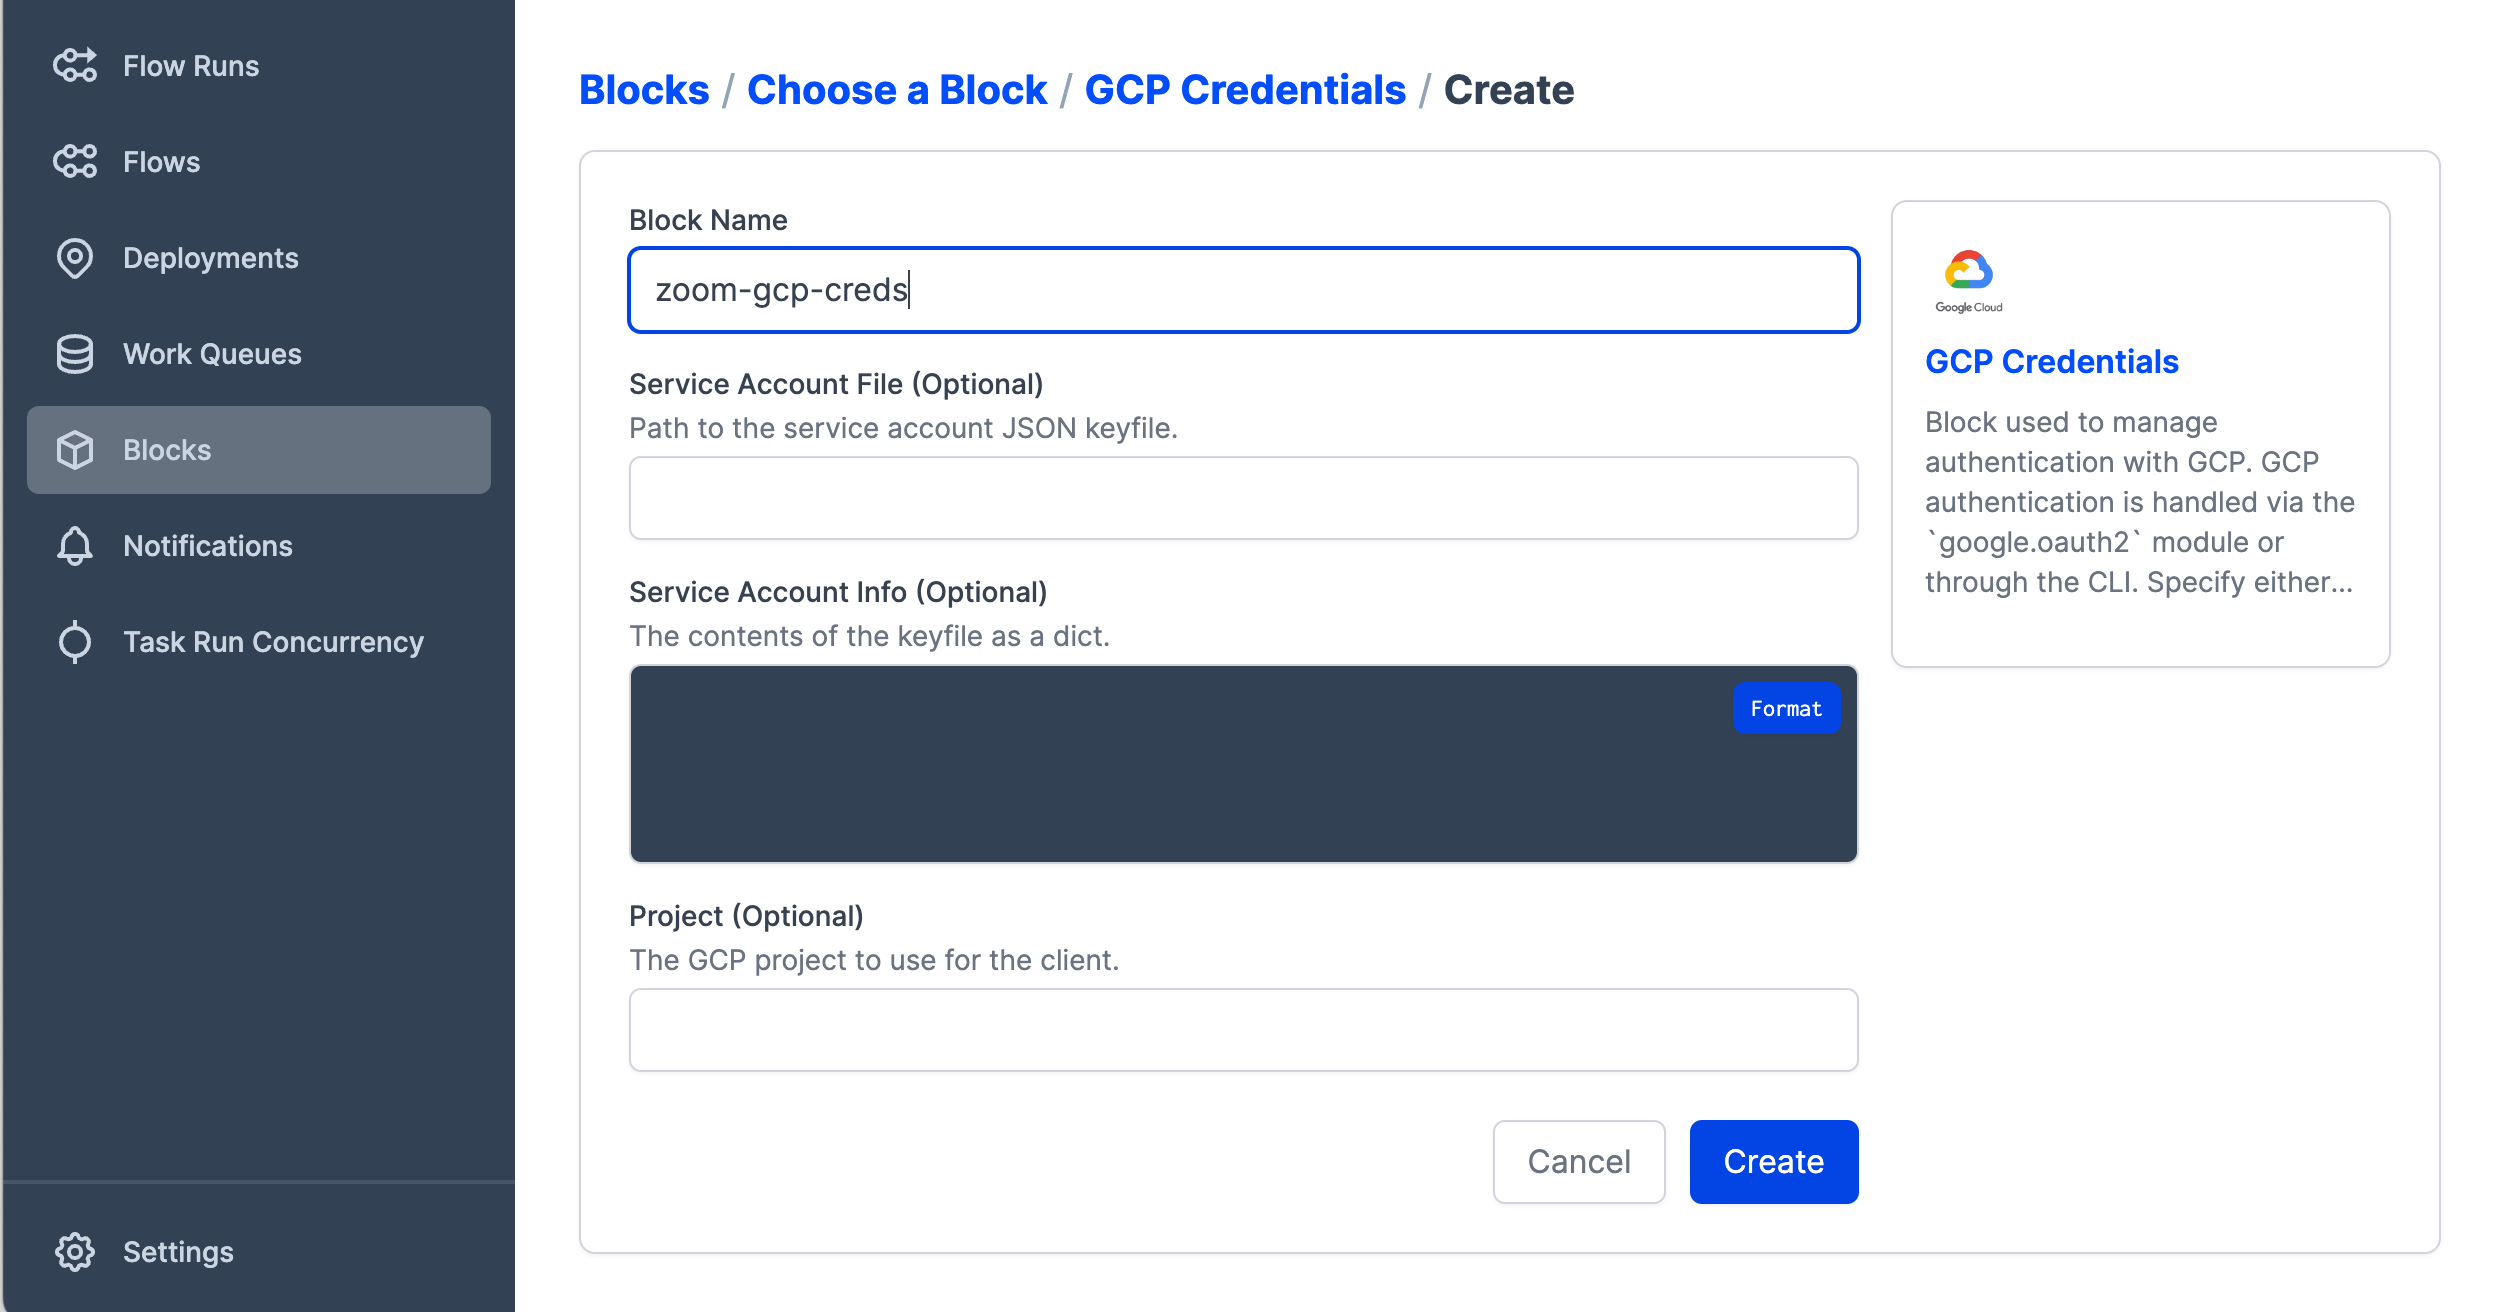 Flow Runs
Flows
Deployments
Work Queues
Blocks
Notifications
Task Run Concurrency
Settings
Blocks / Choose a Block / GCP Credentials / Create
Block Name
zoom-gcp-creds
Service Account File (Optional)
Path to the service account JSON keyfile.
Service Account Info (Optional)
The contents of the keyfile as a dict.
Format
Project (Optional)
The GCP project to use for the client.
Cancel
Create
Google Cloud
GCP Credentials
Block used to manage
authentication with GCP. GCP
authentication is handled via the
`google.oauth2` module or
through the CLI. Specify either...